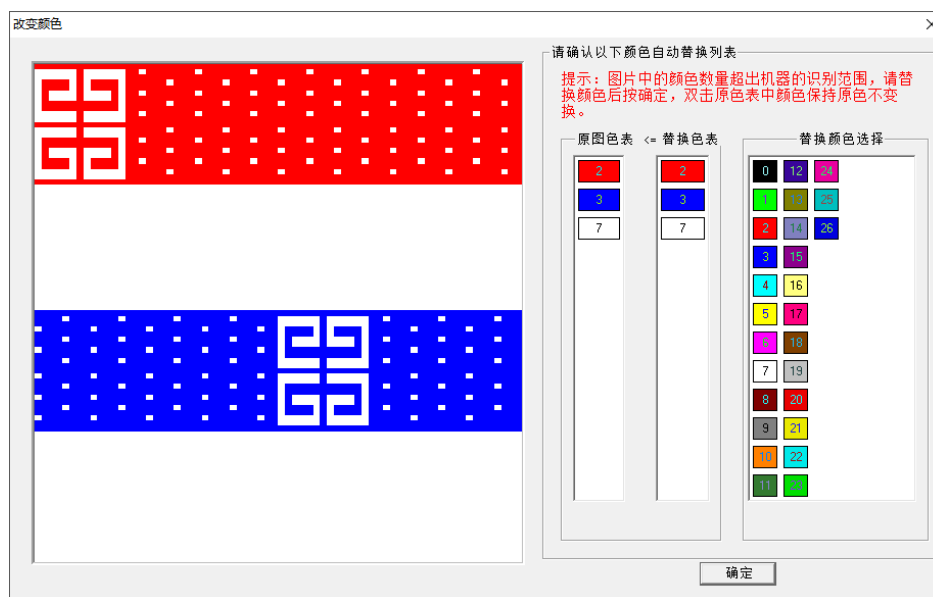 改变颜色
请确认以下颜色自动替换列表
提示：图片中的颜色数量超出机器的识别范围，请替
换颜色后按确定，双击原色表中颜色保持原色不变
换。
原图色表 <= 替换色表
替换颜色选择
2 2 0 12 24
3 3 1 25
7 7 2 14 26
3 15
4 16
5 17
6 18
7 19
8 20
9 21
10 22
11 23
确定